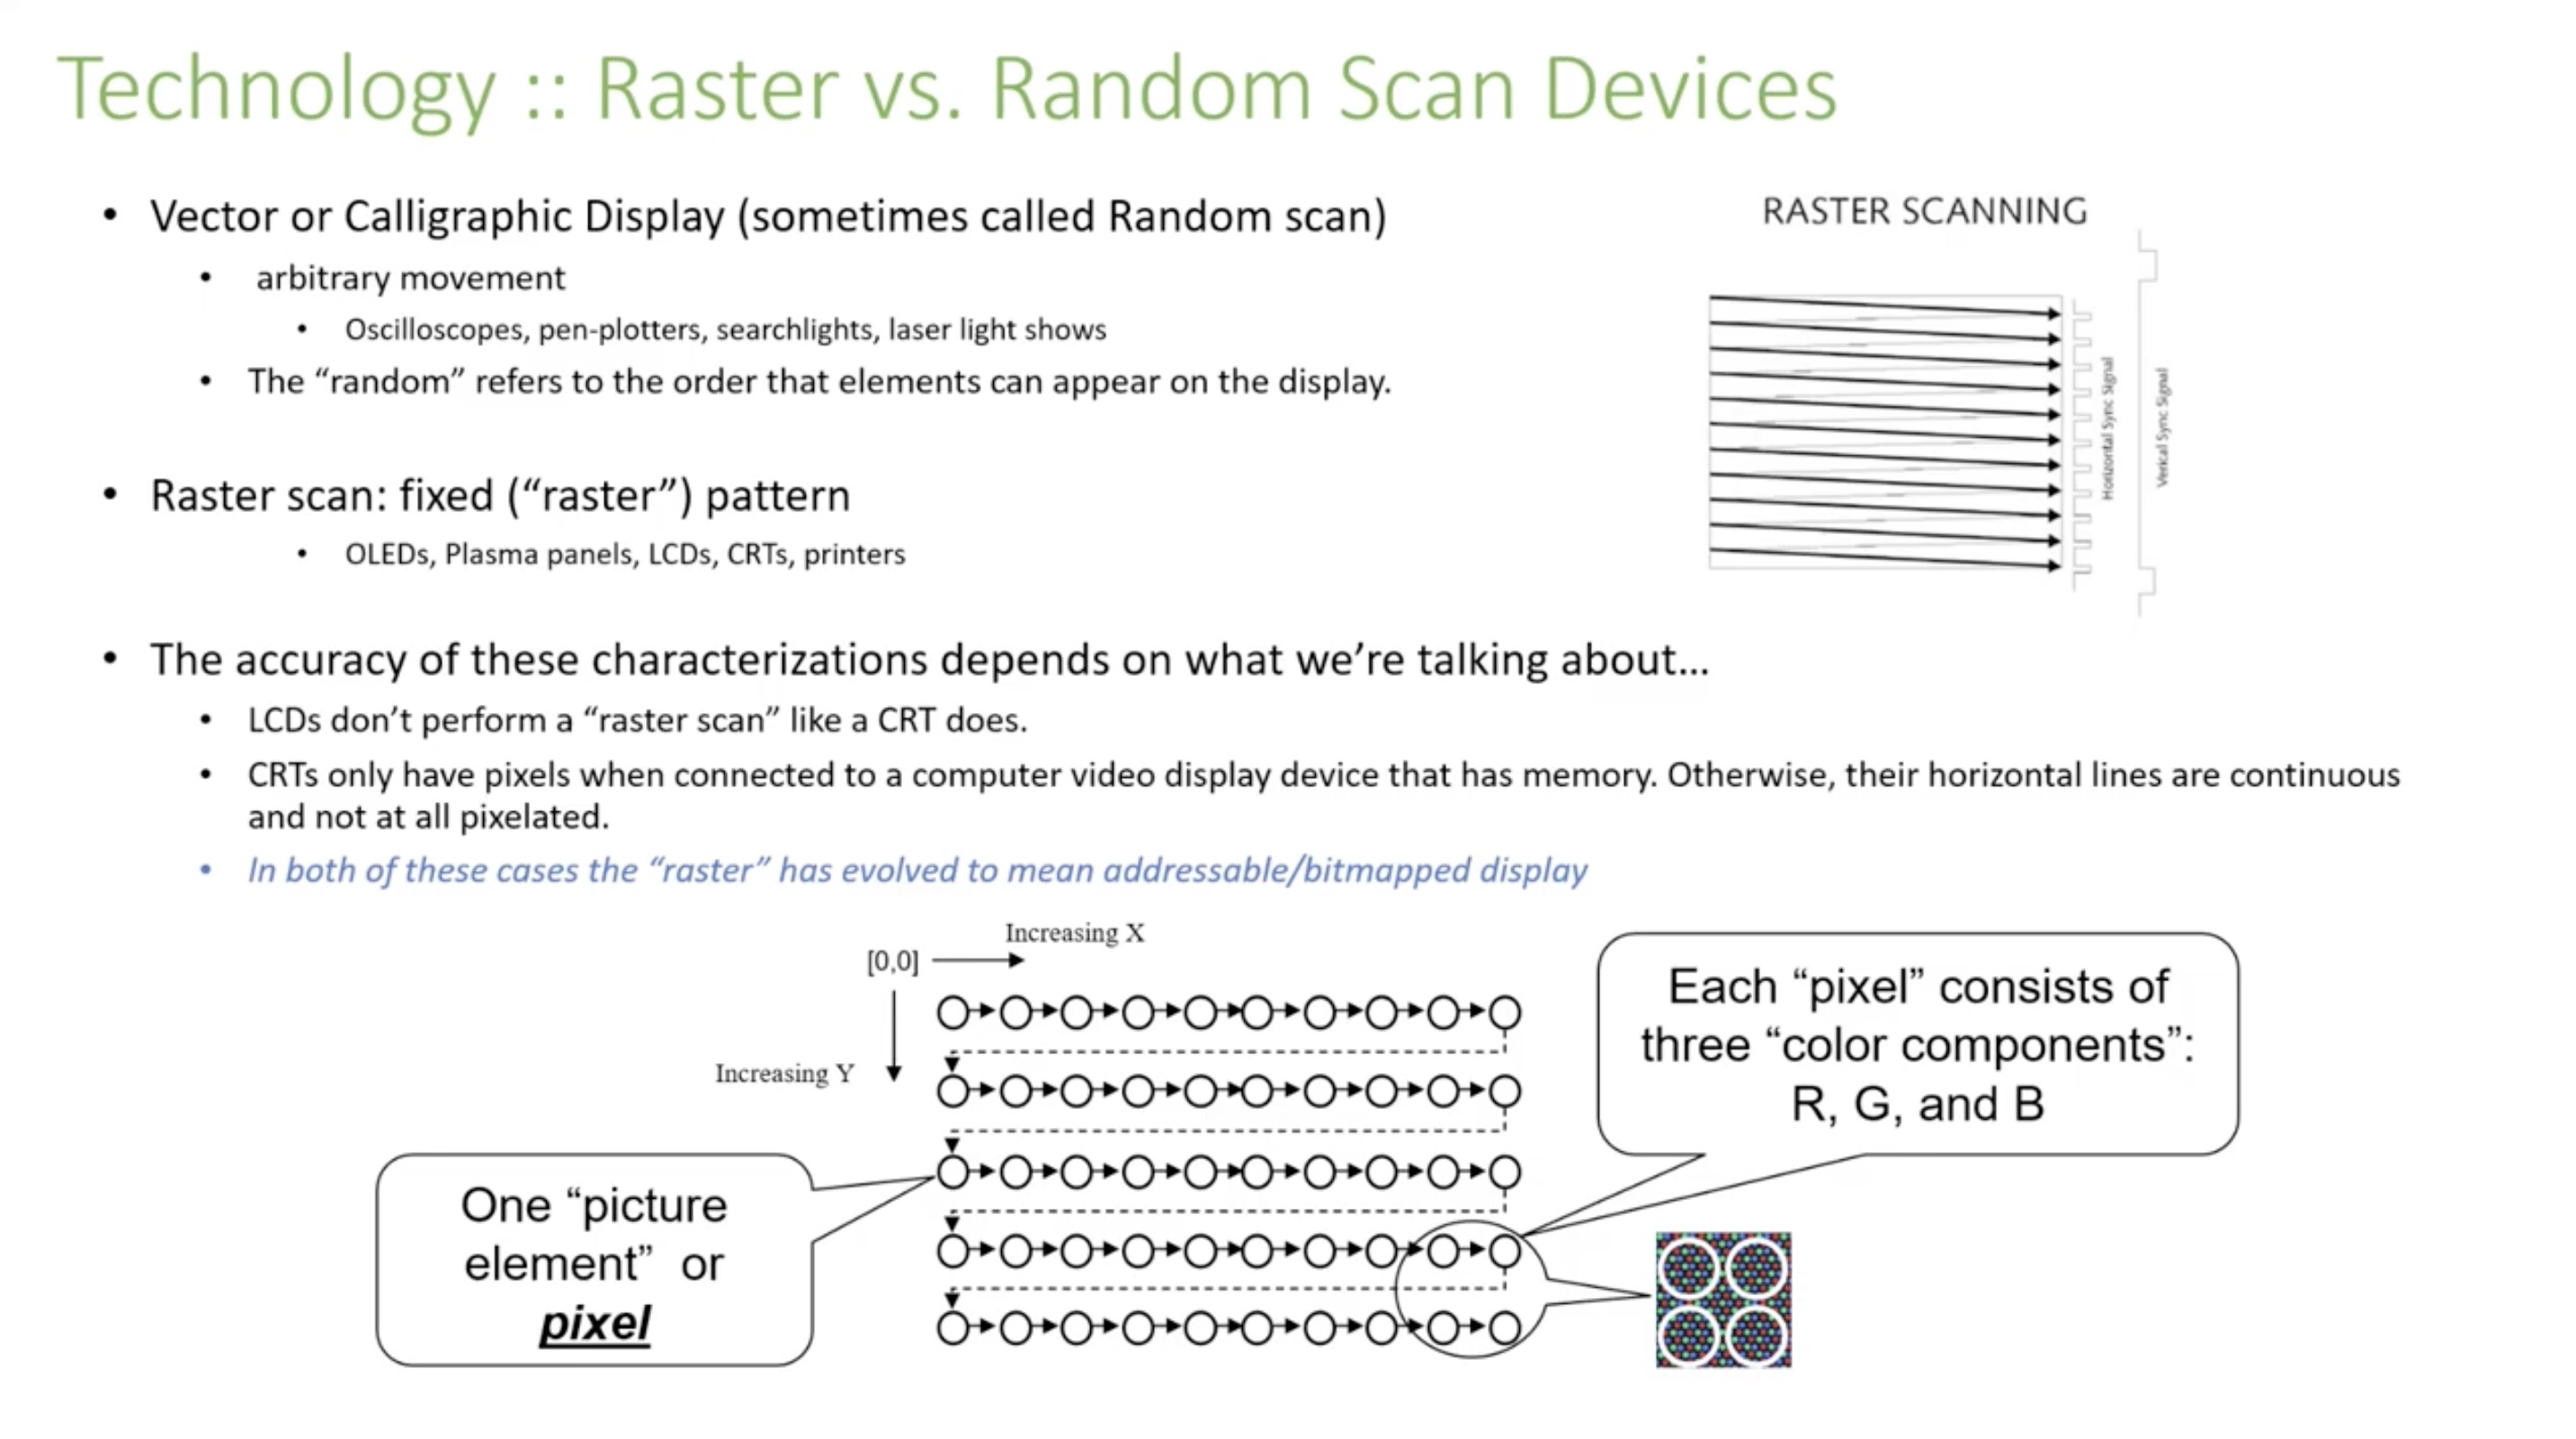 Technology :: Raster vs. Random Scan Devices
• Vector or Calligraphic Display (sometimes called Random scan)
• arbitrary movement
• Oscilloscopes, pen-plotters, searchlights, laser light shows
• The “random” refers to the order that elements can appear on the display.
• Raster scan: fixed (“raster”) pattern
• OLEDs, Plasma panels, LCDs, CRTs, printers
RASTER SCANNING
Horizontal Sync Signal
Verical Sync Signal
• The accuracy of these characterizations depends on what we’re talking about…
• LCDs don’t perform a “raster scan” like a CRT does.
• CRTs only have pixels when connected to a computer video display device that has memory. Otherwise, their horizontal lines are continuous
and not at all pixelated.
• In both of these cases the “raster” has evolved to mean addressable/bitmapped display
Increasing X
[0,0]
Increasing Y
One “picture
element” or
pixel
Each “pixel” consists of
three “color components”:
R, G, and B